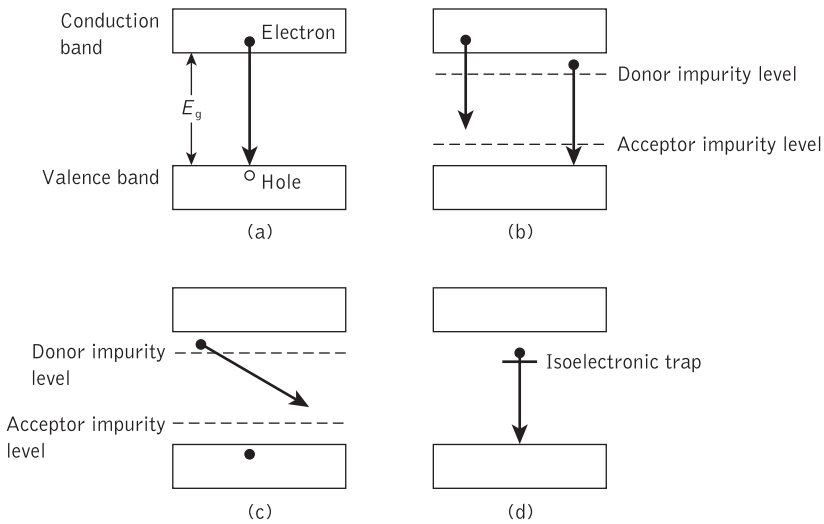 Conduction
band
Electron
E_g
Valence band
Hole
(a)
Donor impurity level
Acceptor impurity level
(b)
Donor impurity
level
Acceptor impurity
level
(c)
Isoelectronic trap
(d)